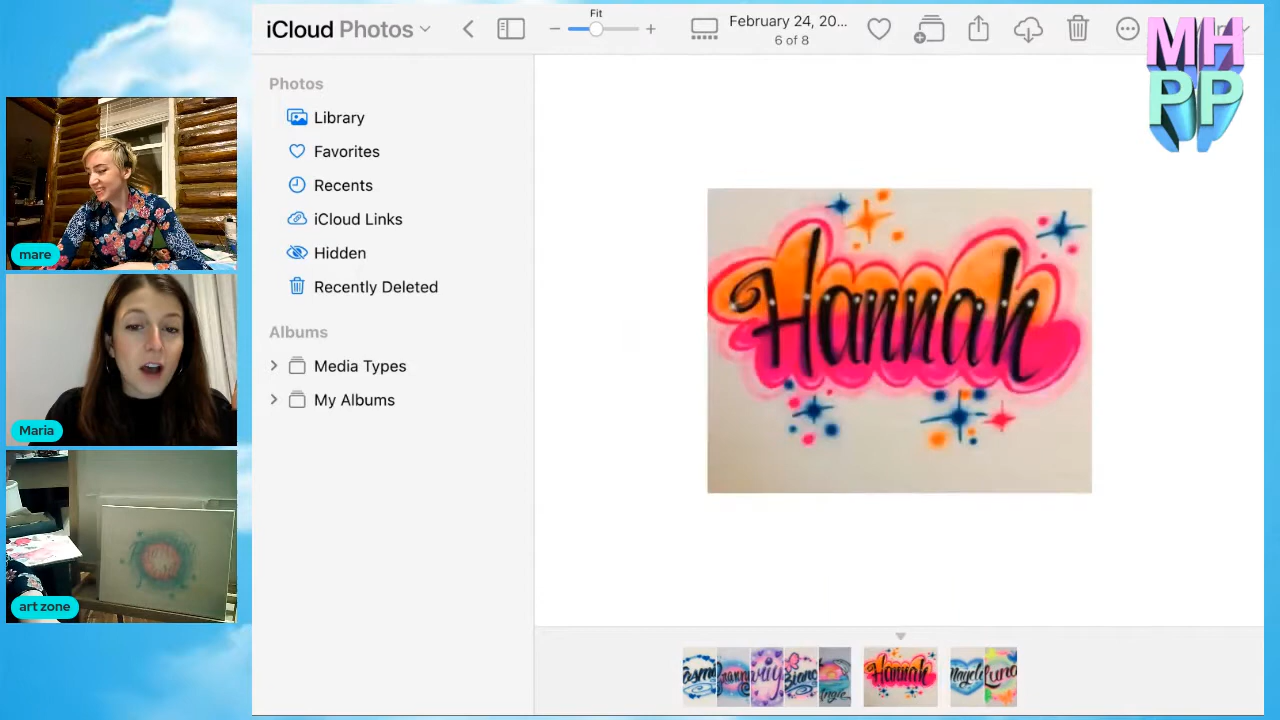 iCloud Photos
Fit
February 24, 20...
6 of 8
MH
PP
Photos
Library
Favorites
Recents
iCloud Links
Hidden
Recently Deleted
Albums
Media Types
My Albums
mare
Maria
art zone
Hannah
Hannah